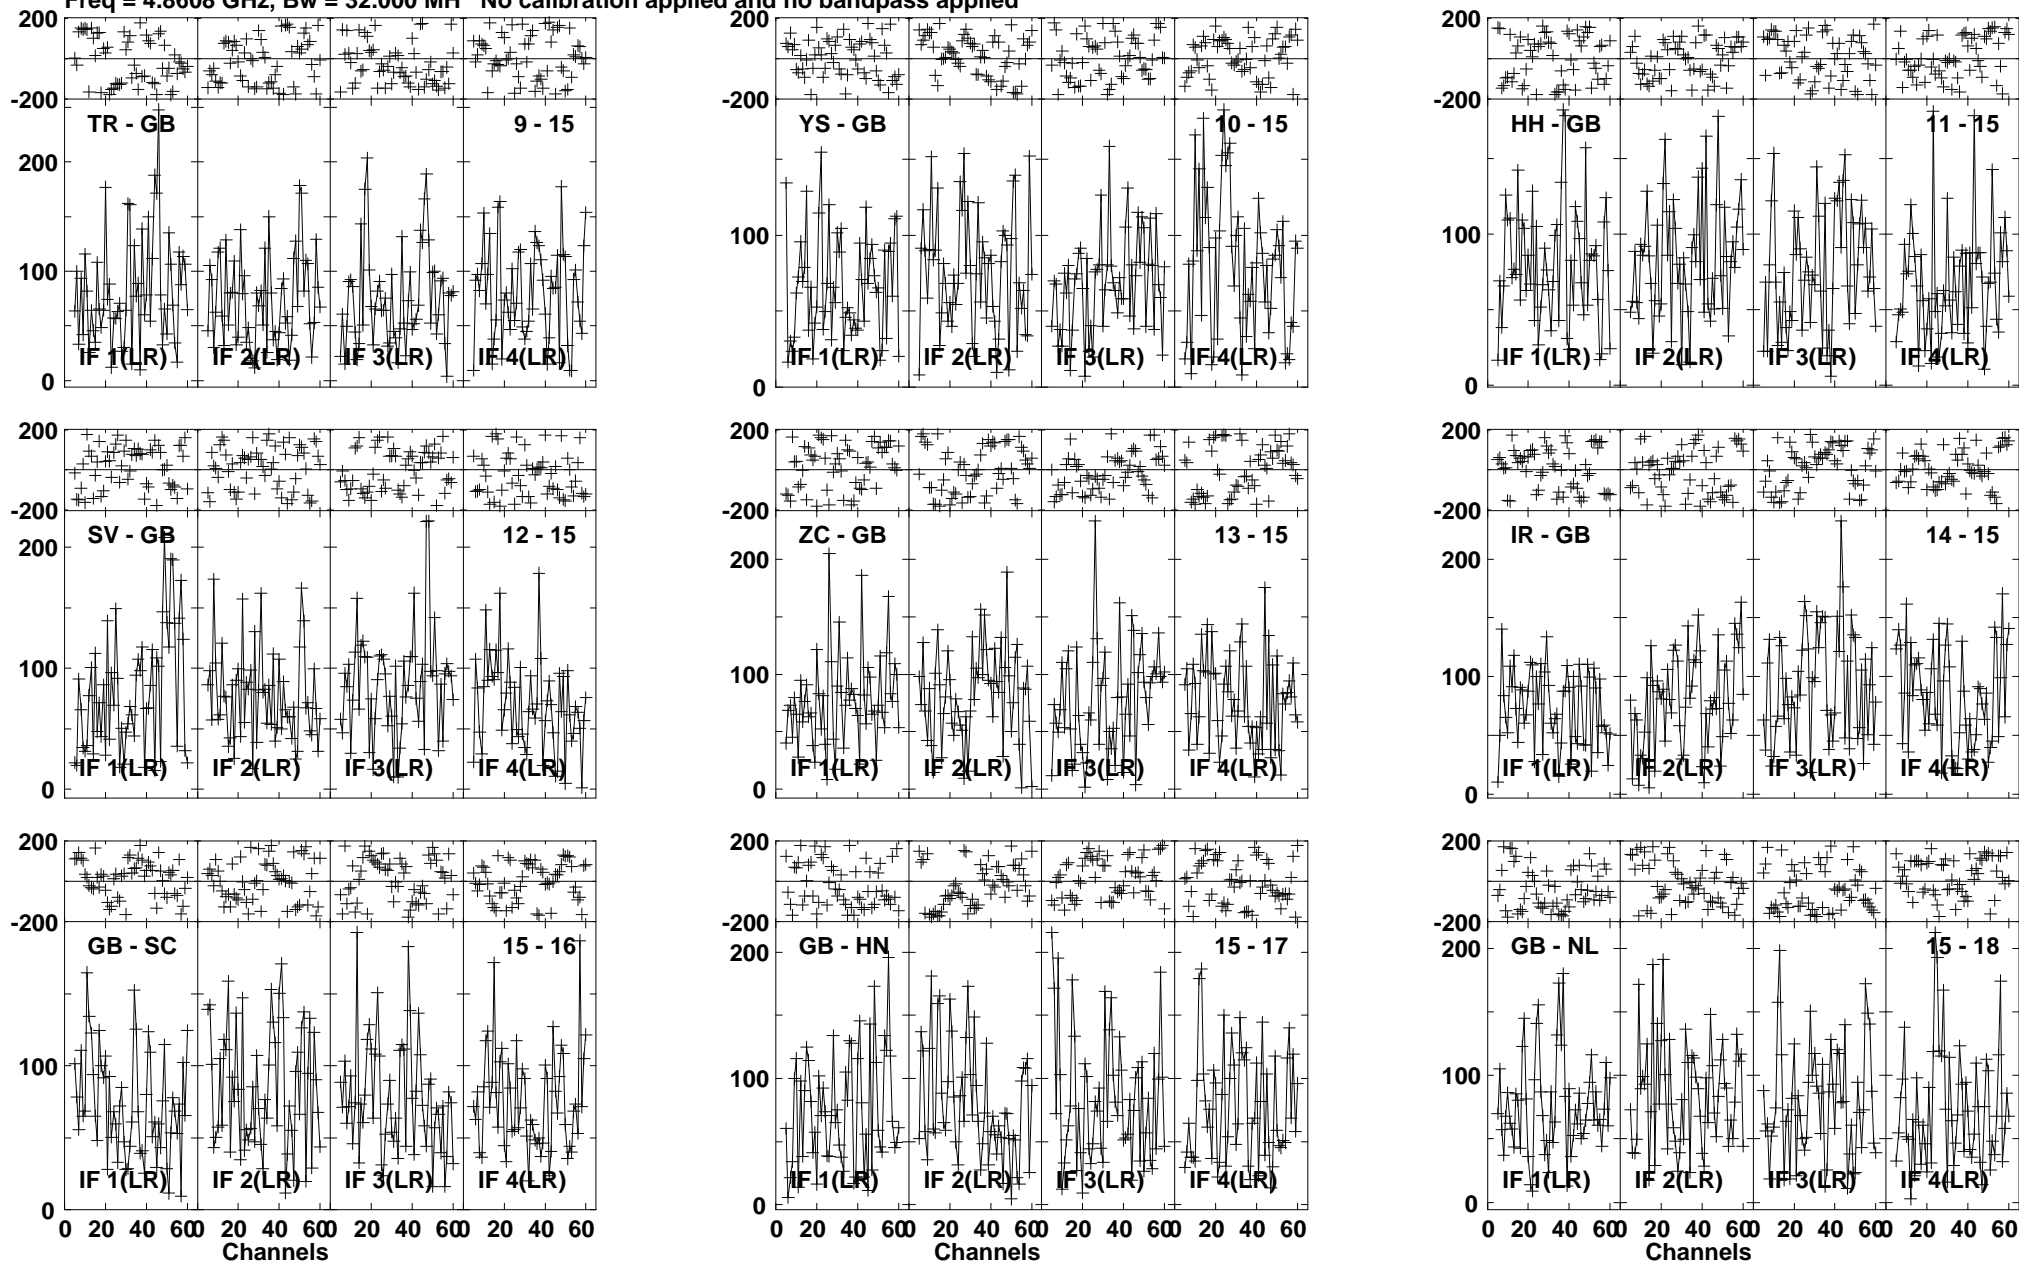 Freq = 4.8608 GHz, Bw = 32.000 MH No calibration applied and no bandpass applied
200 200 200
-200 -200 -200
TR - GB 9 - 15 YS - GB 10 - 15 HH - GB 11 - 15
200
100 100 100
IF 1(LR) IF 2(LR) IF 3(LR) IF 4(LR) IF 1(LR) IF 2(LR) IF 3(LR) IF 4(LR) IF 1(LR) IF 2(LR) IF 3(LR) IF 4(LR)
0 0 0
200 200 200
-200 -200 -200
SV - GB 12 - 15 ZC - GB 13 - 15 IR - GB 14 - 15
200 200 200
100 100 100
IF 1(LR) IF 2(LR) IF 3(LR) IF 4(LR) IF 1(LR) IF 2(LR) IF 3(LR) IF 4(LR) IF 1(LR) IF 2(LR) IF 3(LR) IF 4(LR)
0 0 0
200 200 200
-200 -200 -200
GB - SC 15 - 16 GB - HN 15 - 17 GB - NL 15 - 18
200 200
100 100 100
IF 1(LR) IF 2(LR) IF 3(LR) IF 4(LR) IF 1(LR) IF 2(LR) IF 3(LR) IF 4(LR) IF 1(LR) IF 2(LR) IF 3(LR) IF 4(LR)
0 0 0
0 20 40 60 0 20 40 60 0 20 40 60 0 20 40 60 0 20 40 60 0 20 40 60 0 20 40 60 0 20 40 60 0 20 40 60 0 20 40 60 0 20 40 60 0 20 40 60
Channels Channels Channels